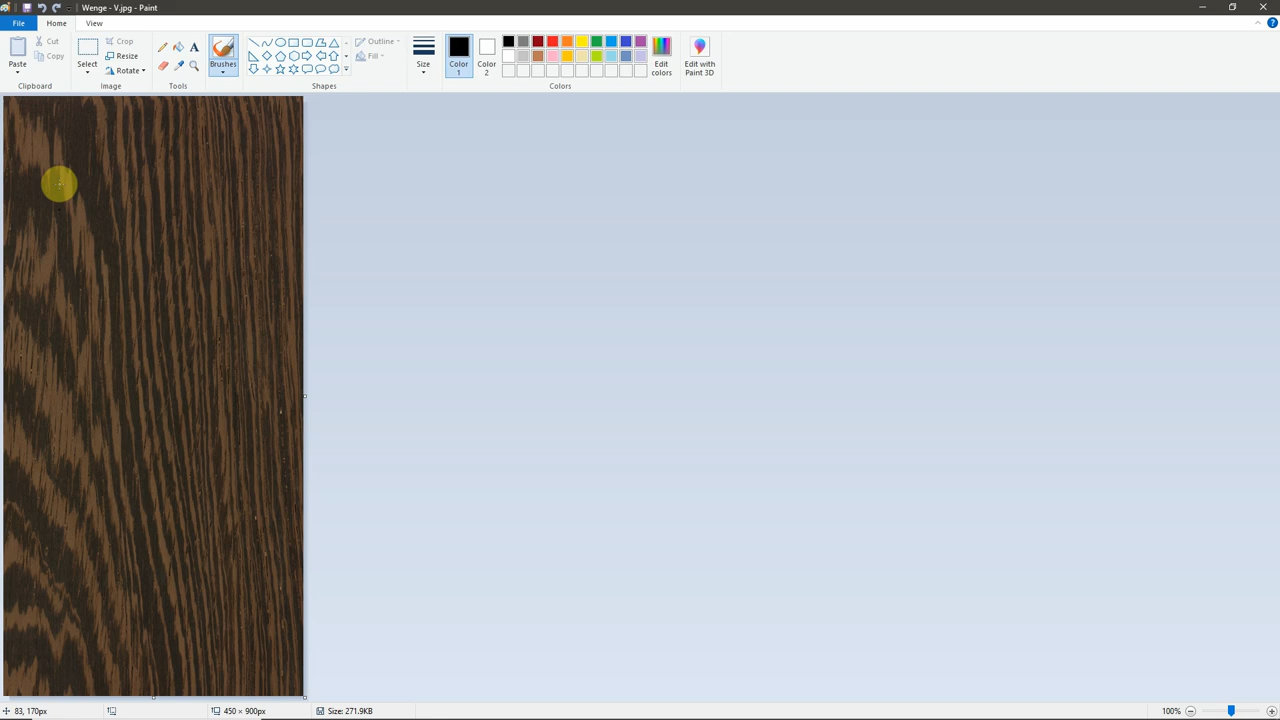 Wenge - V.jpg - Paint
File Home View
Paste
Cut
Copy
Clipboard
Select
Crop
Resize
Rotate
Image
A
Tools
Brushes
Shapes
Outline
Fill
Size
Color
1
Color
2
Edit
colors
Colors
Edit with
Paint 3D
83, 170px
450 × 900px
Size: 271.9KB
100%